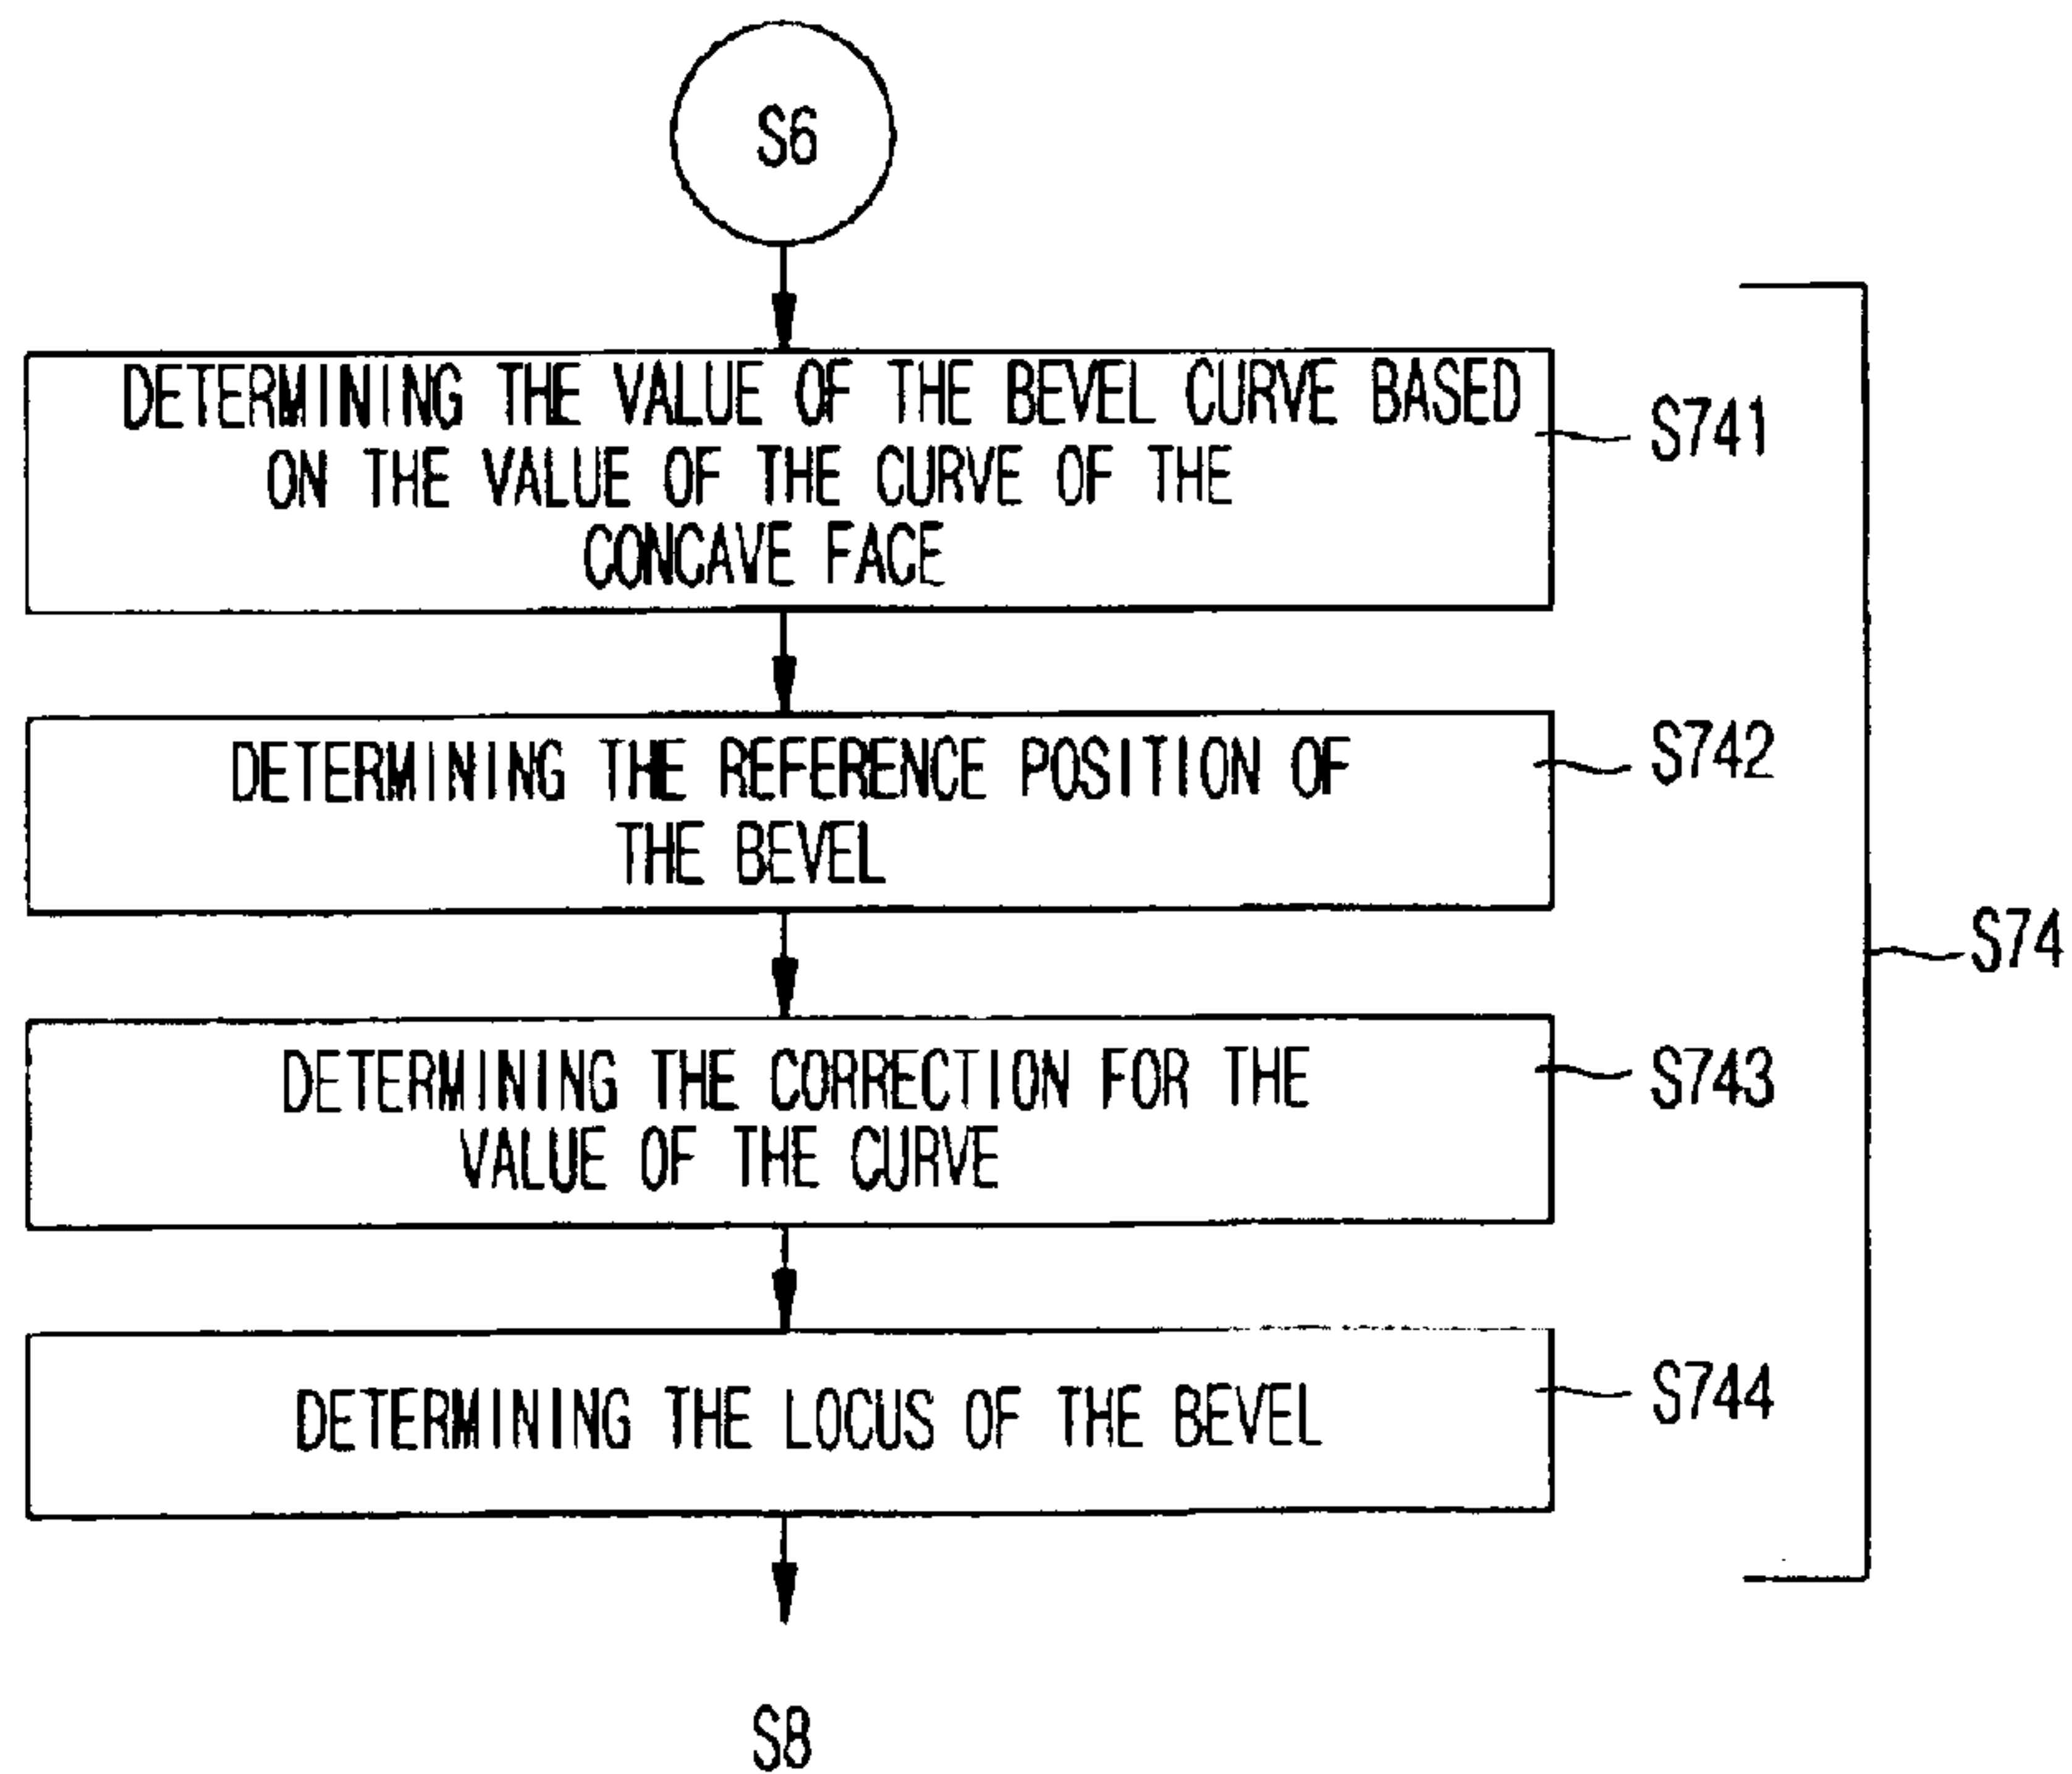 S6
DETERMINING THE VALUE OF THE BEVEL CURVE BASED
ON THE VALUE OF THE CURVE OF THE
CONCAVE FACE
S741
DETERMINING THE REFERENCE POSITION OF
THE BEVEL
S742
S74
DETERMINING THE CORRECTION FOR THE
VALUE OF THE CURVE
S743
DETERMINING THE LOCUS OF THE BEVEL
S744
S8